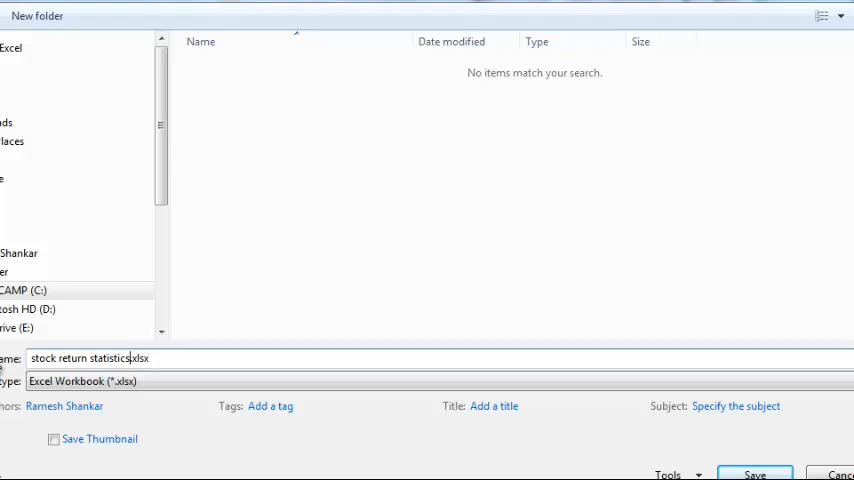 New folder
Name Date modified Type Size
Excel
No items match your search.
ds
laces
e
Shankar
er
CAMP (C:)
tosh HD (D:)
rive (E:)
ame: stock return statistics.xlsx
type: Excel Workbook (*.xlsx)
hors: Ramesh Shankar Tags: Add a tag Title: Add a title Subject: Specify the subject
Save Thumbnail
Tools Save Cance